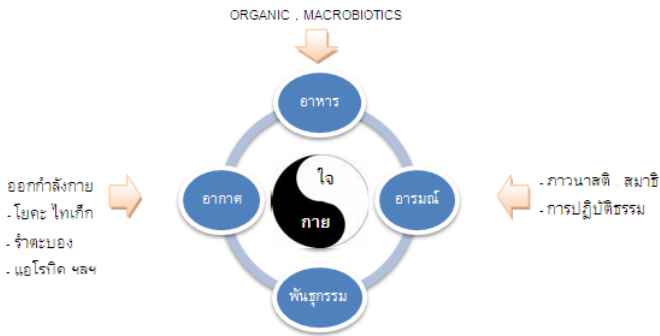 ORGANIC , MACROBIOTICS
อาหาร
ออกกำลังกาย
- โยคะ ไทเก็ก
- รำตะบอง
- แอโรบิค ฯลฯ
อากาศ
ใจ
กาย
อารมณ์
- ภาวนาสติ . สมาธิ
- การปฏิบัติธรรม
พันธุกรรม